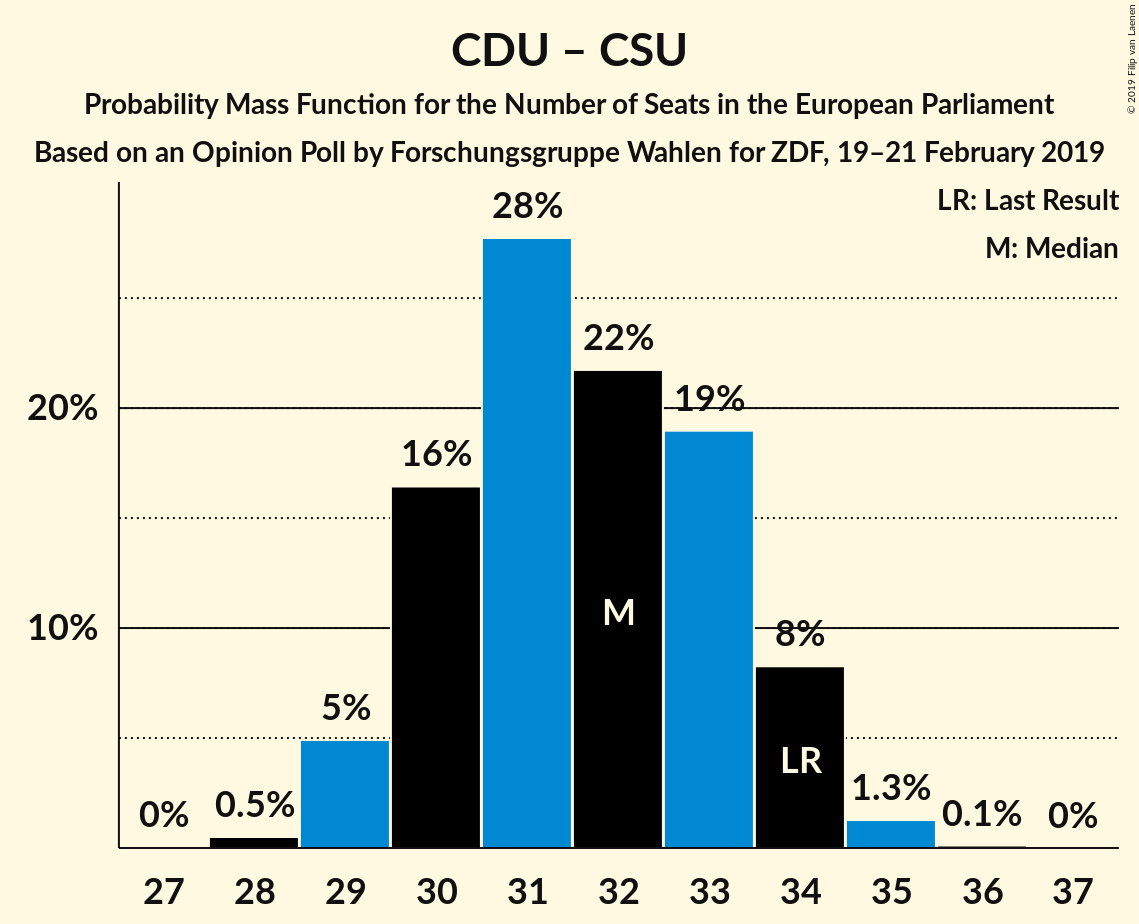 CDU – CSU
Probability Mass Function for the Number of Seats in the European Parliament
Based on an Opinion Poll by Forschungsgruppe Wahlen for ZDF, 19–21 February 2019
© 2019 Filip van Laenen
LR: Last Result
M: Median
28%
22%
19%
20%
16%
M
10%
8%
5%
LR
0%
0.5%
1.3%
0.1%
0%
27 28 29 30 31 32 33 34 35 36 37